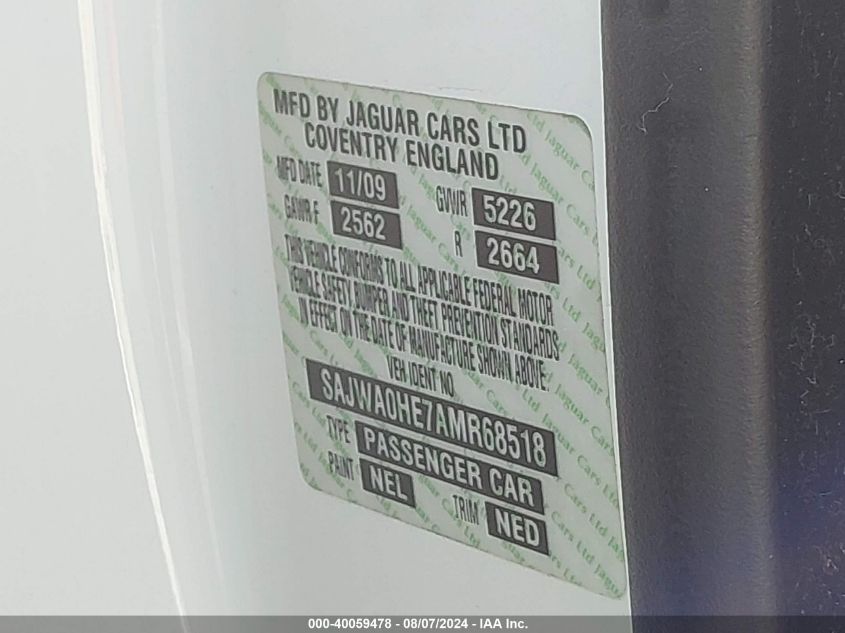 MFD BY JAGUAR CARS LTD
COVENTRY ENGLAND
MFD DATE 11/09 GVWR 5226
GAWR F 2562 R 2664
THIS VEHICLE CONFORMS TO ALL APPLICABLE FEDERAL MOTOR
VEHICLE SAFETY, BUMPER AND THEFT PREVENTION STANDARDS
IN EFFECT ON THE DATE OF MANUFACTURE SHOWN ABOVE.
VEH IDENT NO.
SAJWA0HE7AMR68518
TYPE PASSENGER CAR
PAINT NEL TRIM NED
000-40059478 - 08/07/2024 - IAA Inc.